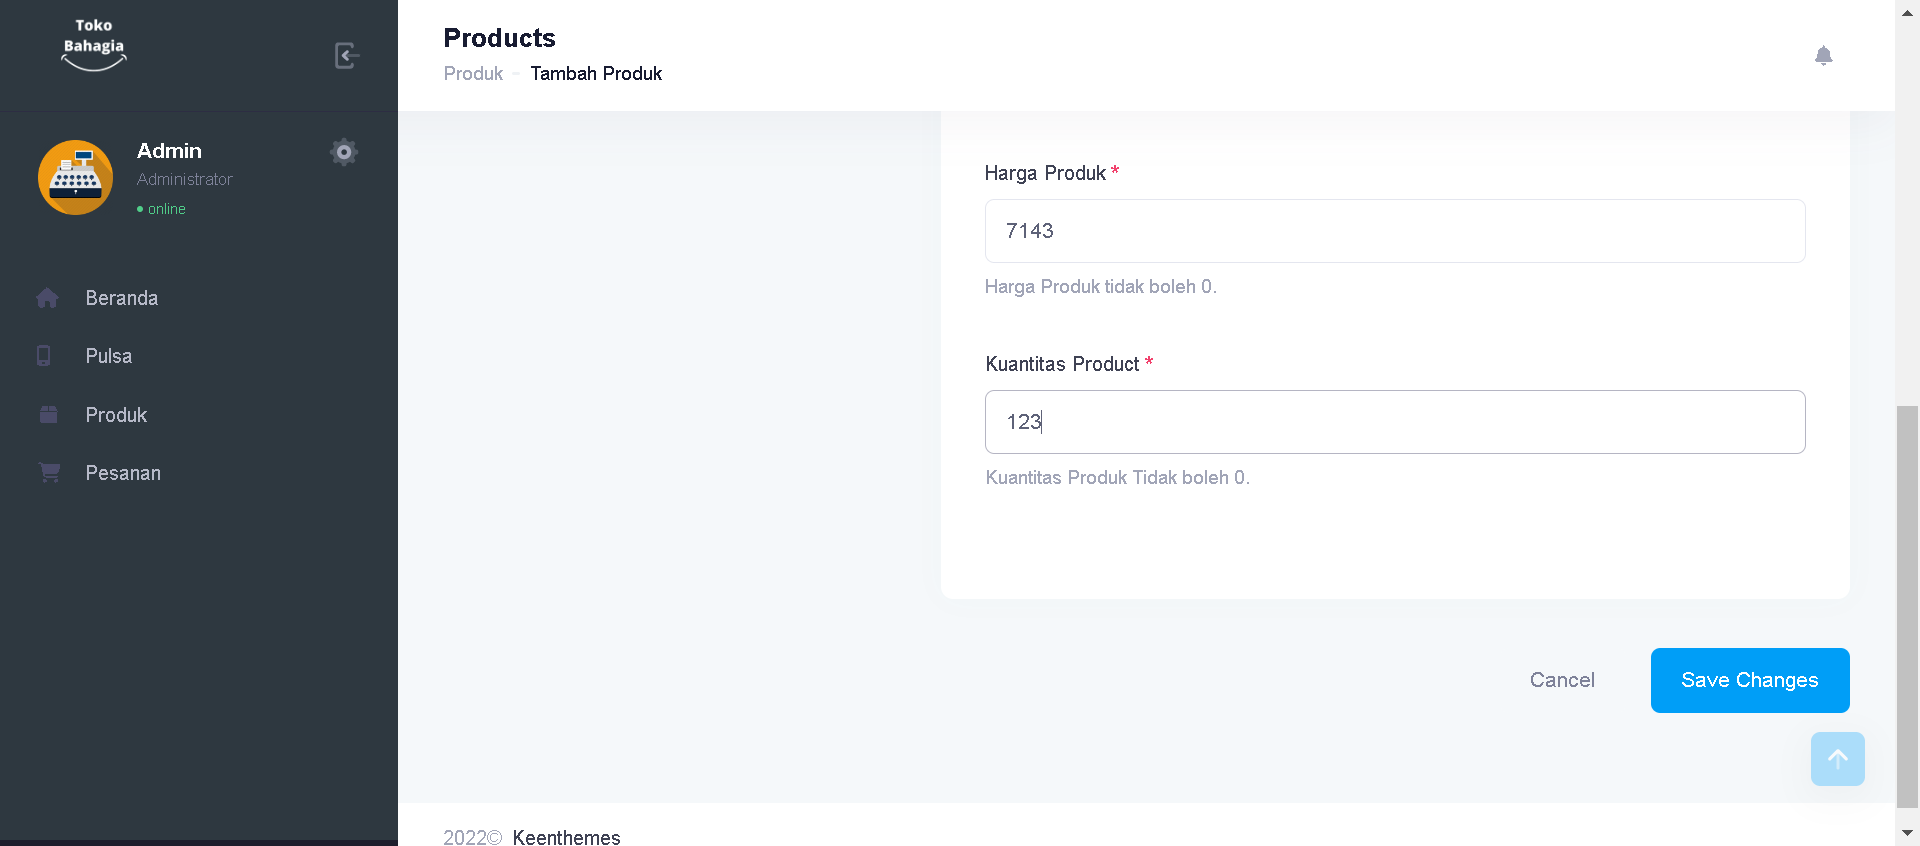 Toko
Bahagia
Admin
Administrator
online
Beranda
Pulsa
Produk
Pesanan
Products
Produk - Tambah Produk
Harga Produk *
7143
Harga Produk tidak boleh 0.
Kuantitas Product *
123
Kuantitas Produk Tidak boleh 0.
Cancel
Save Changes
2022© Keenthemes